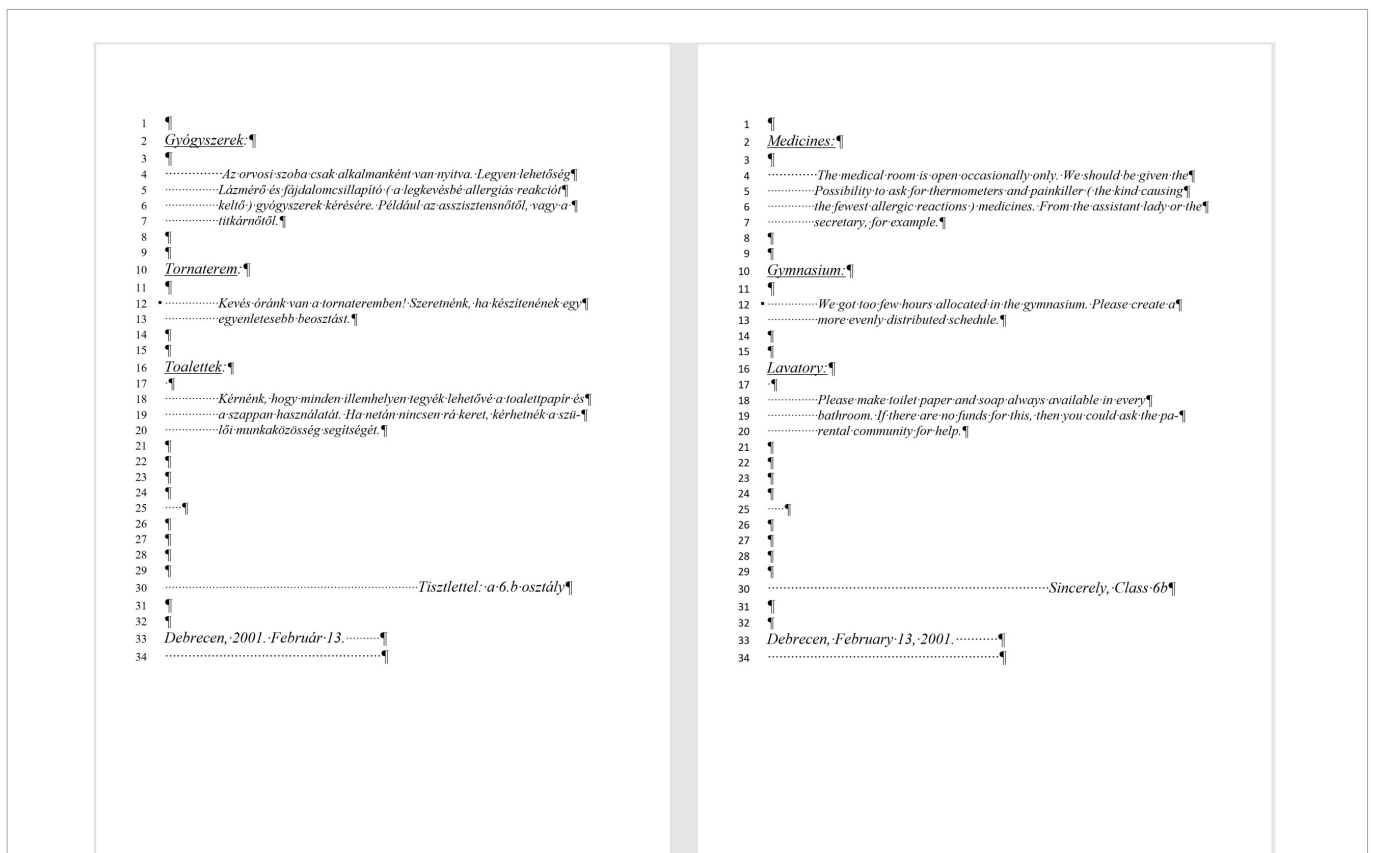 1 ¶
2 Gyógyszerek:¶
3 ¶
4 ···············Az·orvosi·szoba·csak·alkalmanként·van·nyitva.·Legyen·lehetőség¶
5 ··············Lázmérő·és·fájdalomcsillapító·(·a·legkevésbé·allergiás·reakciót¶
6 ··············keltő·)·gyógyszerek·kérésére.·Például·az·asszisztensnőtől,·vagy·a·¶
7 ··············titkárnőtől.¶
8 ¶
9 ¶
10 Tornaterem:¶
11 ¶
12 ··············Kevés·óránk·van·a·tornateremben!·Szeretnénk,·ha·készítenének·egy¶
13 ··············egyenletesebb·beosztást.¶
14 ¶
15 ¶
16 Toalettek:¶
17 ·¶
18 ··············Kérnénk,·hogy·minden·illemhelyen·tegyék·lehetővé·a·toalettpapír·és¶
19 ··············a·szappan·használatát.·Ha·netán·nincsen·rá·keret,·kérhetnék·a·szü-¶
20 ··············lői·munkaközösség·segítségét.¶
21 ¶
22 ¶
23 ¶
24 ¶
25 ·····¶
26 ¶
27 ¶
28 ¶
29 ¶
30 ··································································Tisztlettel:·a·6.b·osztály¶
31 ¶
32 ¶
33 Debrecen,·2001.·Február·13.·········¶
34 ························································¶
1 ¶
2 Medicines:¶
3 ¶
4 ·············The·medical·room·is·open·occasionally·only.·We·should·be·given·the¶
5 ············Possibility·to·ask·for·thermometers·and·painkiller·(·the·kind·causing¶
6 ·············the·fewest·allergic·reactions·)·medicines.·From·the·assistant·lady·or·the¶
7 ············secretary,·for·example.¶
8 ¶
9 ¶
10 Gymnasium:¶
11 ¶
12 ·············We·got·too·few·hours·allocated·in·the·gymnasium.·Please·create·a¶
13 ·············more·evenly·distributed·schedule.¶
14 ¶
15 ¶
16 Lavatory:¶
17 ·¶
18 ·············Please·make·toilet·paper·and·soap·always·available·in·every¶
19 ·············bathroom.·If·there·are·no·funds·for·this,·then·you·could·ask·the·pa-¶
20 ·············rental·community·for·help.¶
21 ¶
22 ¶
23 ¶
24 ¶
25 ·····¶
26 ¶
27 ¶
28 ¶
29 ¶
30 ·········································································Sincerely,·Class·6b¶
31 ¶
32 ¶
33 Debrecen,·February·13,·2001.···········¶
34 ····························································¶